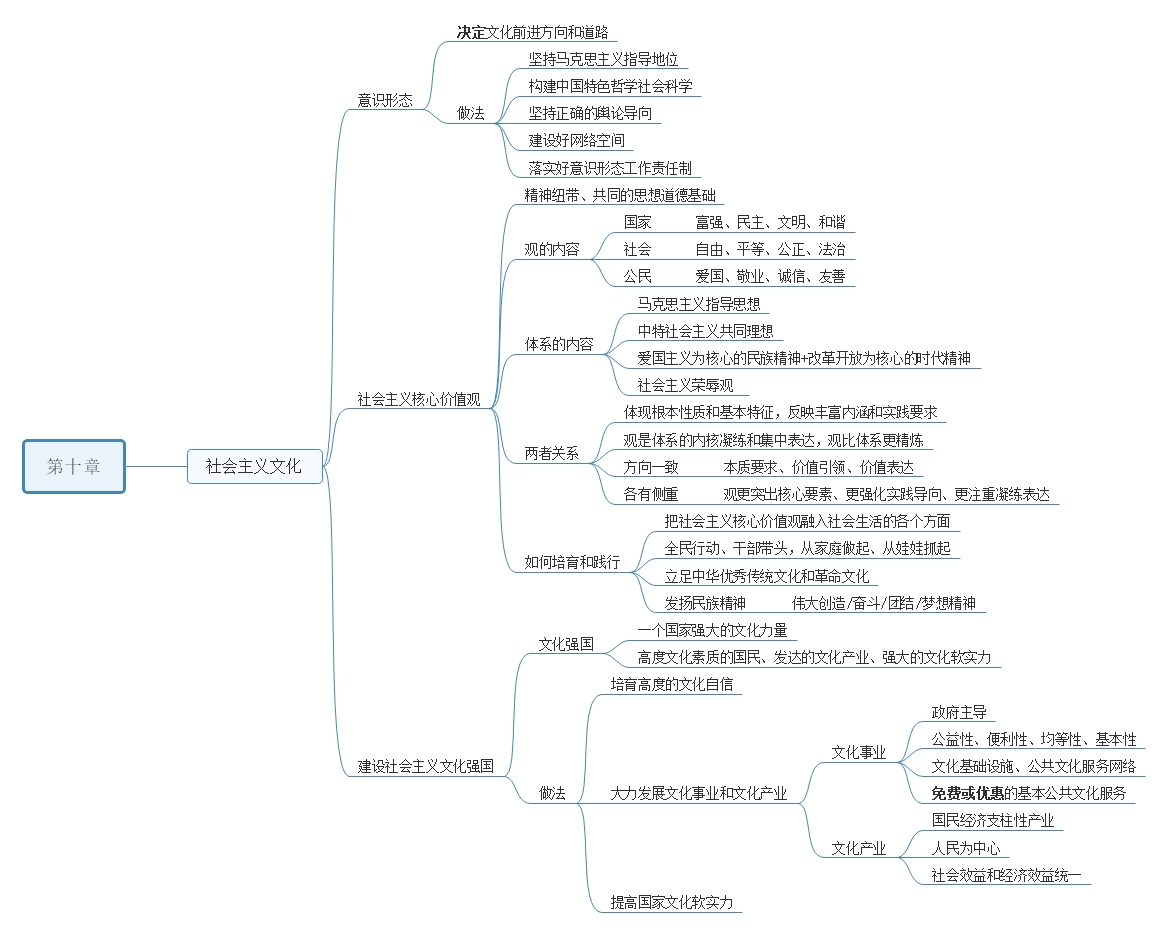 决定文化前进方向和道路
坚持马克思主义指导地位
构建中国特色哲学社会科学
意识形态
做法
坚持正确的舆论导向
建设好网络空间
落实好意识形态工作责任制
精神纽带、共同的思想道德基础
国家 富强、民主、文明、和谐
观的内容
社会 自由、平等、公正、法治
公民 爱国、敬业、诚信、友善
马克思主义指导思想
中特社会主义共同理想
体系的内容
爱国主义为核心的民族精神+改革开放为核心的时代精神
社会主义荣辱观
社会主义核心价值观
体现根本性质和基本特征，反映丰富内涵和实践要求
观是体系的内核凝练和集中表达，观比体系更精炼
两者关系
方向一致 本质要求、价值引领、价值表达
各有侧重 观更突出核心要素、更强化实践导向、更注重凝练表达
第十章
社会主义文化
把社会主义核心价值观融入社会生活的各个方面
全民行动、干部带头，从家庭做起、从娃娃抓起
如何培育和践行
立足中华优秀传统文化和革命文化
发扬民族精神 伟大创造/奋斗/团结/梦想精神
一个国家强大的文化力量
文化强国
高度文化素质的国民、发达的文化产业、强大的文化软实力
培育高度的文化自信
政府主导
公益性、便利性、均等性、基本性
文化事业
文化基础设施、公共文化服务网络
建设社会主义文化强国
免费或优惠的基本公共文化服务
做法
大力发展文化事业和文化产业
国民经济支柱性产业
文化产业
人民为中心
社会效益和经济效益统一
提高国家文化软实力